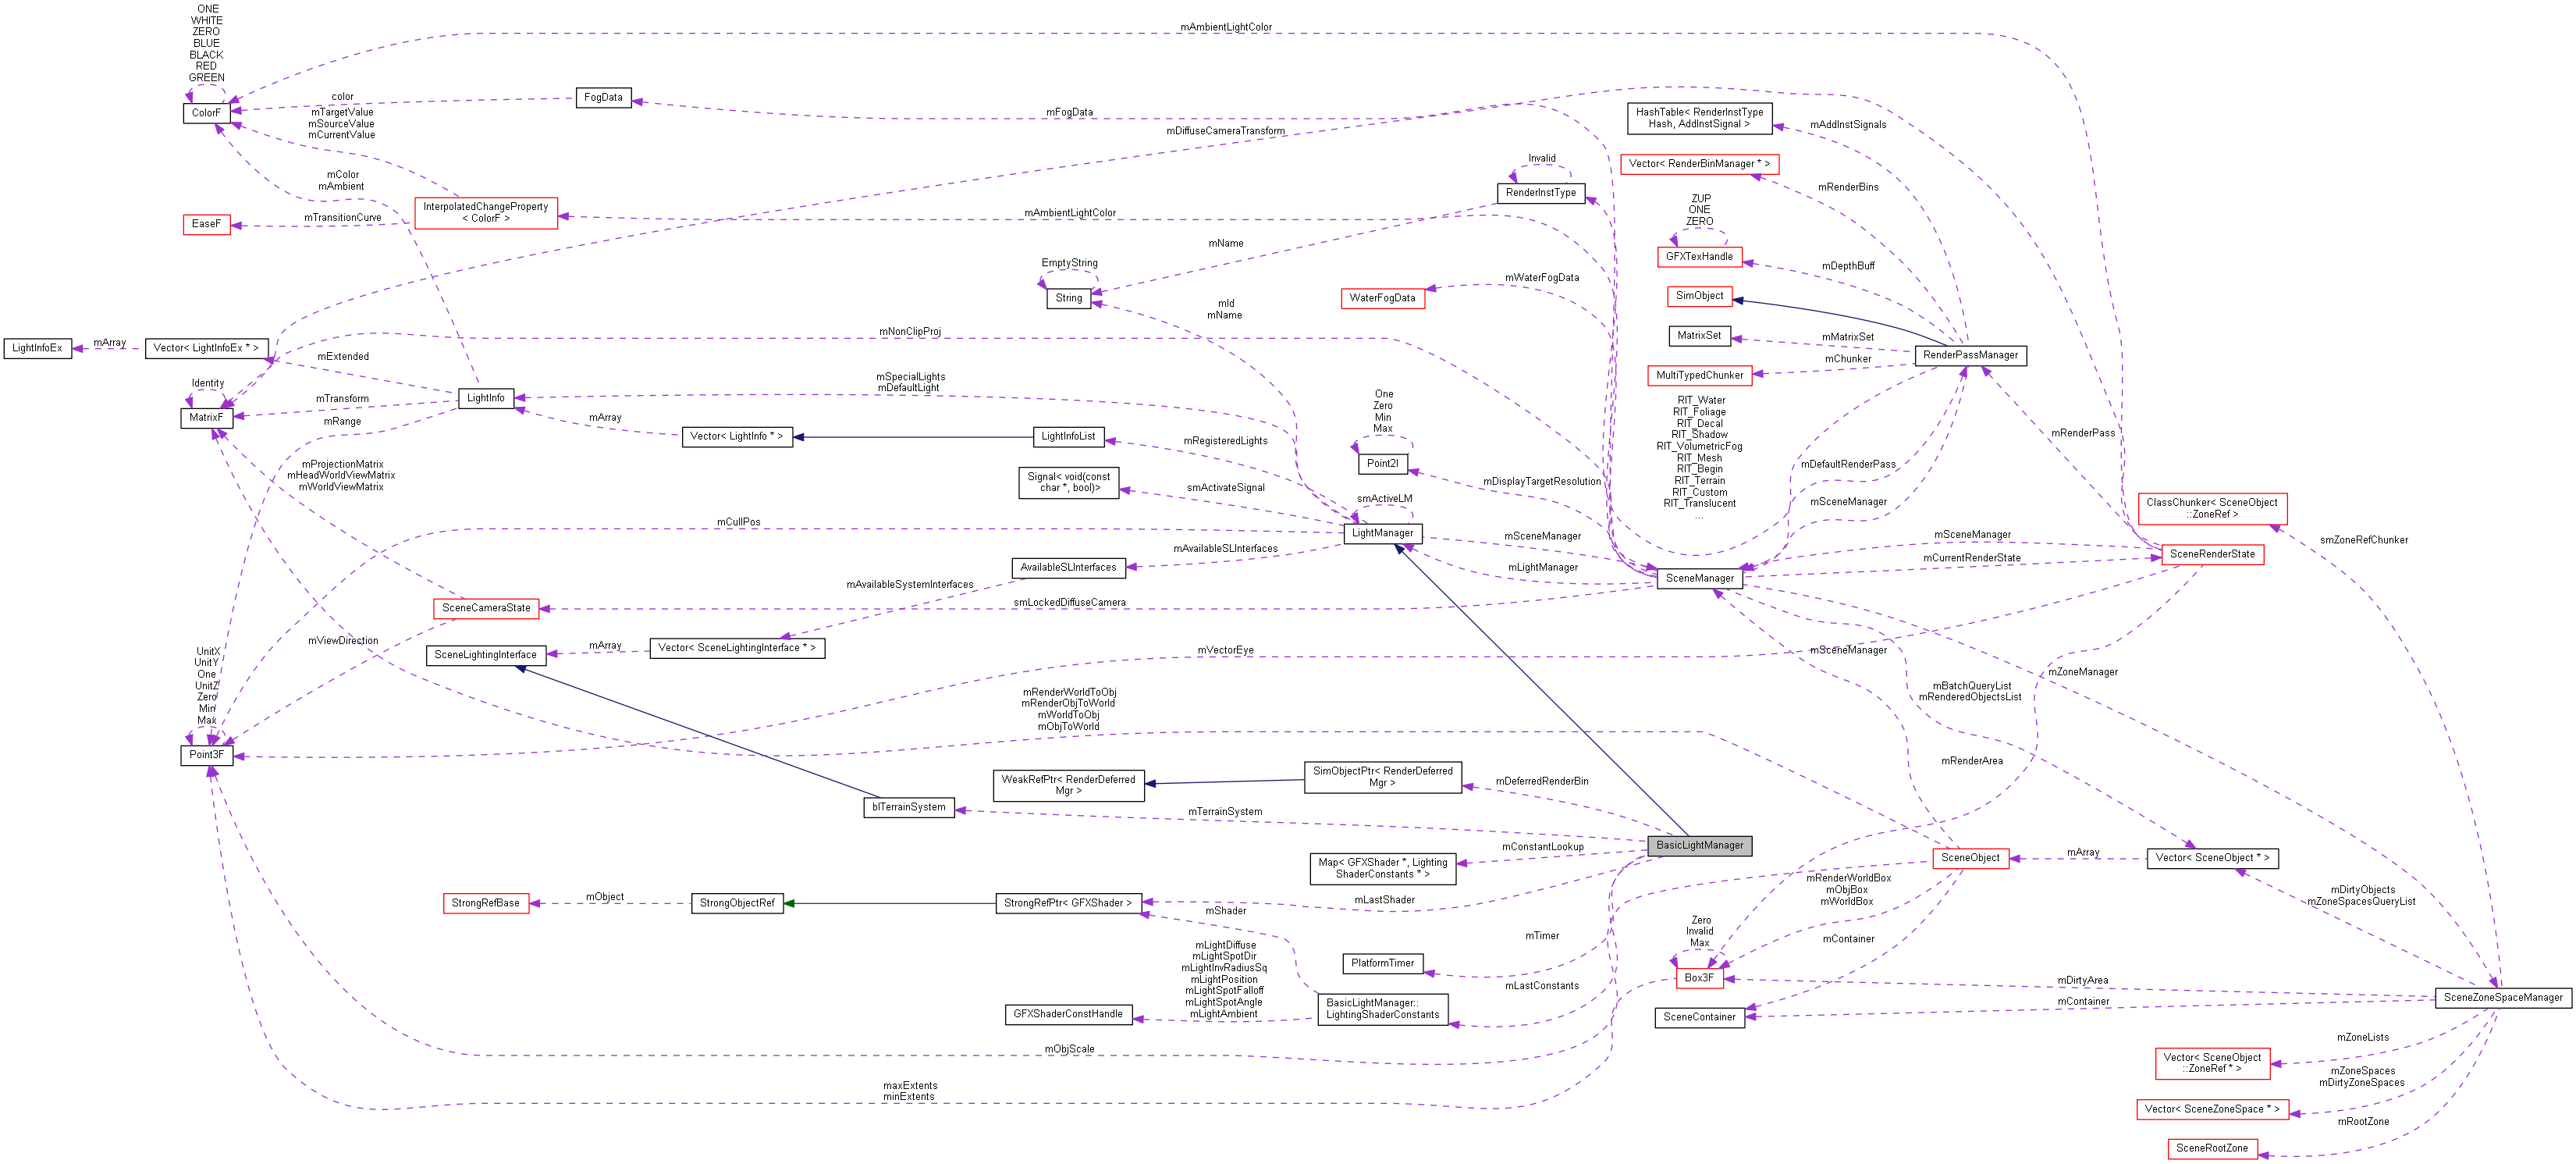 ONE
WHITE
ZERO
BLUE
BLACK
RED
GREEN
mAmbientLightColor
ColorF
color
FogData
mFogData
mTargetValue
mSourceValue
mCurrentValue
mDiffuseCameraTransform
HashTable< RenderInstType
Hash, AddInstSignal >
mAddInstSignals
Vector< RenderBinManager * >
mRenderBins
Invalid
RenderInstType
mColor
mAmbient
InterpolatedChangeProperty
< ColorF >
EaseF
mTransitionCurve
mAmbientLightColor
mName
ZUP
ONE
ZERO
GFXTexHandle
mDepthBuff
EmptyString
String
mId
mName
mWaterFogData
WaterFogData
SimObject
MatrixSet
mMatrixSet
RenderPassManager
mChunker
MultiTypedChunker
mNonClipProj
LightInfoEx
mArray
Vector< LightInfoEx * >
mExtended
Identity
MatrixF
mTransform
mRange
LightInfo
mSpecialLights
mDefaultLight
mArray
Vector< LightInfo * >
LightInfoList
mRegisteredLights
One
Zero
Min
Max
Point2I
RIT_Water
RIT_Foliage
RIT_Decal
RIT_Shadow
RIT_VolumetricFog
RIT_Mesh
RIT_Begin
RIT_Terrain
RIT_Custom
RIT_Translucent
...
mRenderPass
mDefaultRenderPass
mProjectionMatrix
mHeadWorldViewMatrix
mWorldViewMatrix
Signal< void(const
char *, bool)>
smActivateSignal
mDisplayTargetResolution
smActiveLM
LightManager
mSceneManager
mSceneManager
ClassChunker< SceneObject
::ZoneRef >
smZoneRefChunker
mCullPos
mSceneManager
SceneRenderState
mCurrentRenderState
mAvailableSLInterfaces
AvailableSLInterfaces
mLightManager
SceneManager
mAvailableSystemInterfaces
SceneCameraState
smLockedDiffuseCamera
mViewDirection
SceneLightingInterface
mArray
Vector< SceneLightingInterface * >
mVectorEye
mSceneManager
mZoneManager
UnitX
UnitY
One
UnitZ
Zero
Min
Max
Point3F
mRenderWorldToObj
mRenderObjToWorld
mWorldToObj
mObjToWorld
mBatchQueryList
mRenderedObjectsList
mRenderArea
WeakRefPtr< RenderDeferred
Mgr >
SimObjectPtr< RenderDeferred
Mgr >
mDeferredRenderBin
blTerrainSystem
mTerrainSystem
BasicLightManager
mConstantLookup
Map< GFXShader *, Lighting
ShaderConstants * >
SceneObject
mArray
Vector< SceneObject * >
StrongRefBase
mObject
StrongObjectRef
StrongRefPtr< GFXShader >
mLastShader
mShader
mRenderWorldBox
mObjBox
mWorldBox
mDirtyObjects
mZoneSpacesQueryList
mTimer
PlatformTimer
Zero
Invalid
Max
Box3F
mContainer
mLightDiffuse
mLightSpotDir
mLightInvRadiusSq
mLightPosition
mLightSpotFalloff
mLightSpotAngle
mLightAmbient
GFXShaderConstHandle
BasicLightManager::
LightingShaderConstants
mLastConstants
mDirtyArea
SceneZoneSpaceManager
mContainer
SceneContainer
mObjScale
mZoneLists
Vector< SceneObject
::ZoneRef * >
maxExtents
minExtents
mZoneSpaces
mDirtyZoneSpaces
Vector< SceneZoneSpace * >
mRootZone
SceneRootZone